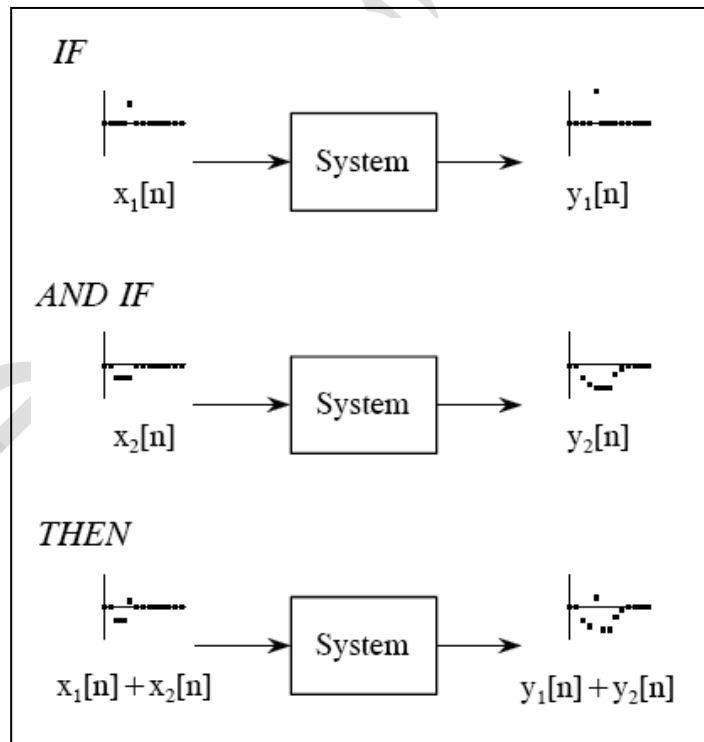 IF
System
x₁[n]
y₁[n]
AND IF
System
x₂[n]
y₂[n]
THEN
System
x₁[n] + x₂[n]
y₁[n] + y₂[n]